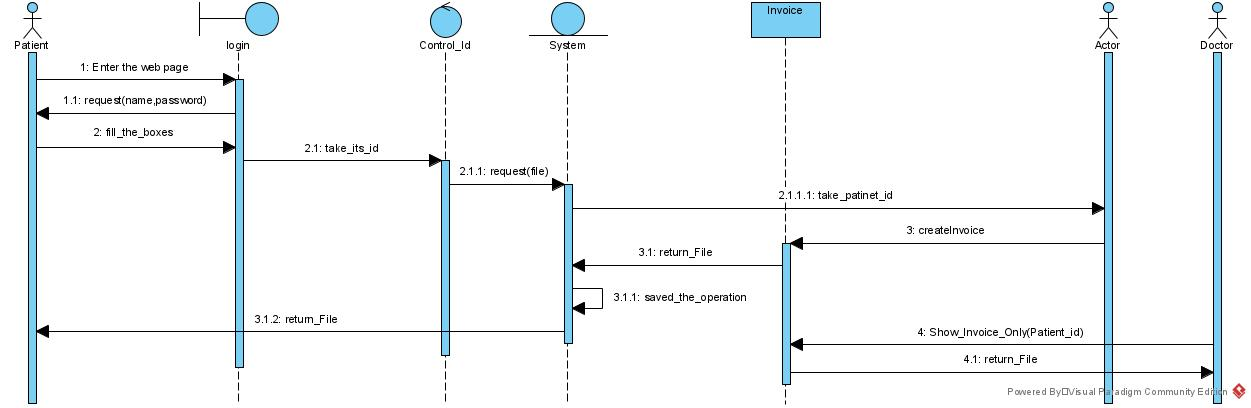 Invoice
Patient
login
Control_Id
System
Actor
Doctor
1: Enter the web page
1.1: request(name,password)
2: fill_the_boxes
2.1: take_its_id
2.1.1: request(file)
2.1.1.1: take_patinet_id
3: createInvoice
3.1: return_File
3.1.1: saved_the_operation
3.1.2: return_File
4: Show_Invoice_Only(Patient_id)
4.1: return_File
Powered By□Visual Paradigm Community Edition